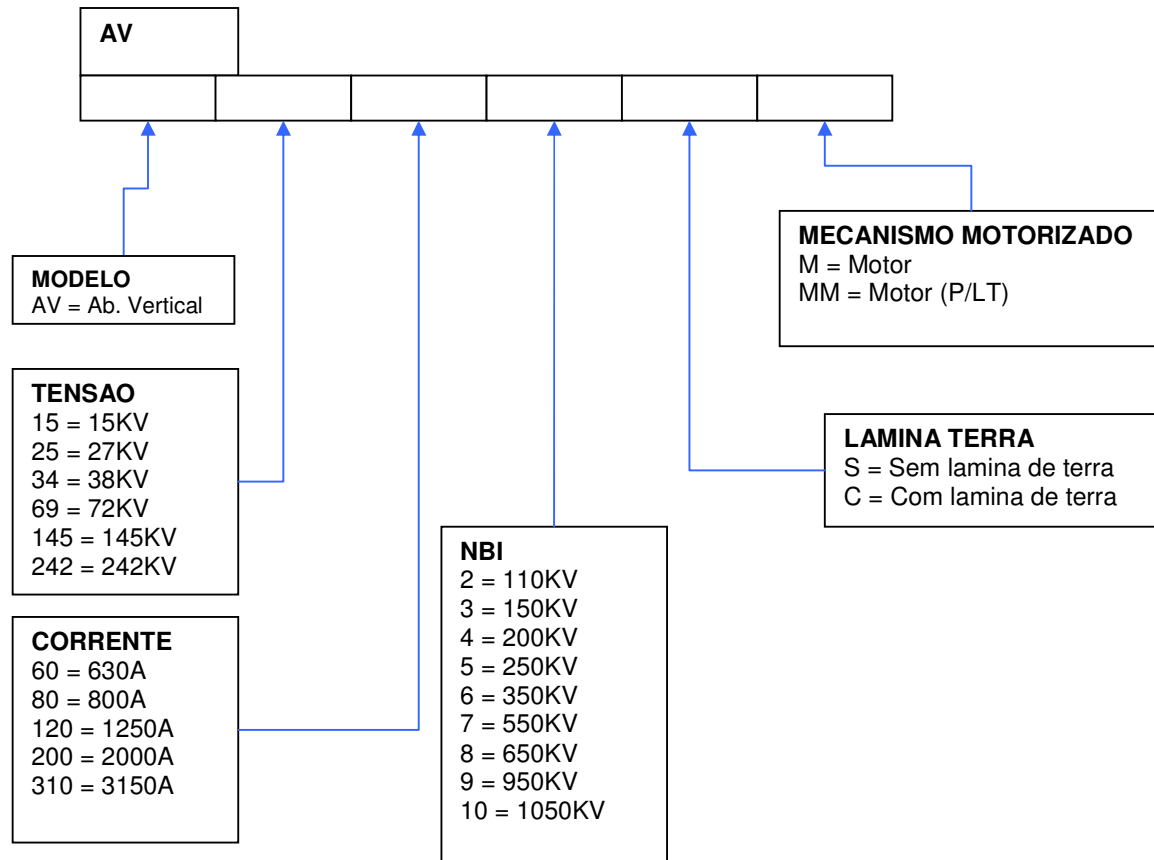 AV
MODELO
AV = Ab. Vertical
TENSAO
15 = 15KV
25 = 27KV
34 = 38KV
69 = 72KV
145 = 145KV
242 = 242KV
CORRENTE
60 = 630A
80 = 800A
120 = 1250A
200 = 2000A
310 = 3150A
NBI
2 = 110KV
3 = 150KV
4 = 200KV
5 = 250KV
6 = 350KV
7 = 550KV
8 = 650KV
9 = 950KV
10 = 1050KV
LAMINA TERRA
S = Sem lamina de terra
C = Com lamina de terra
MECANISMO MOTORIZADO
M = Motor
MM = Motor (P/LT)